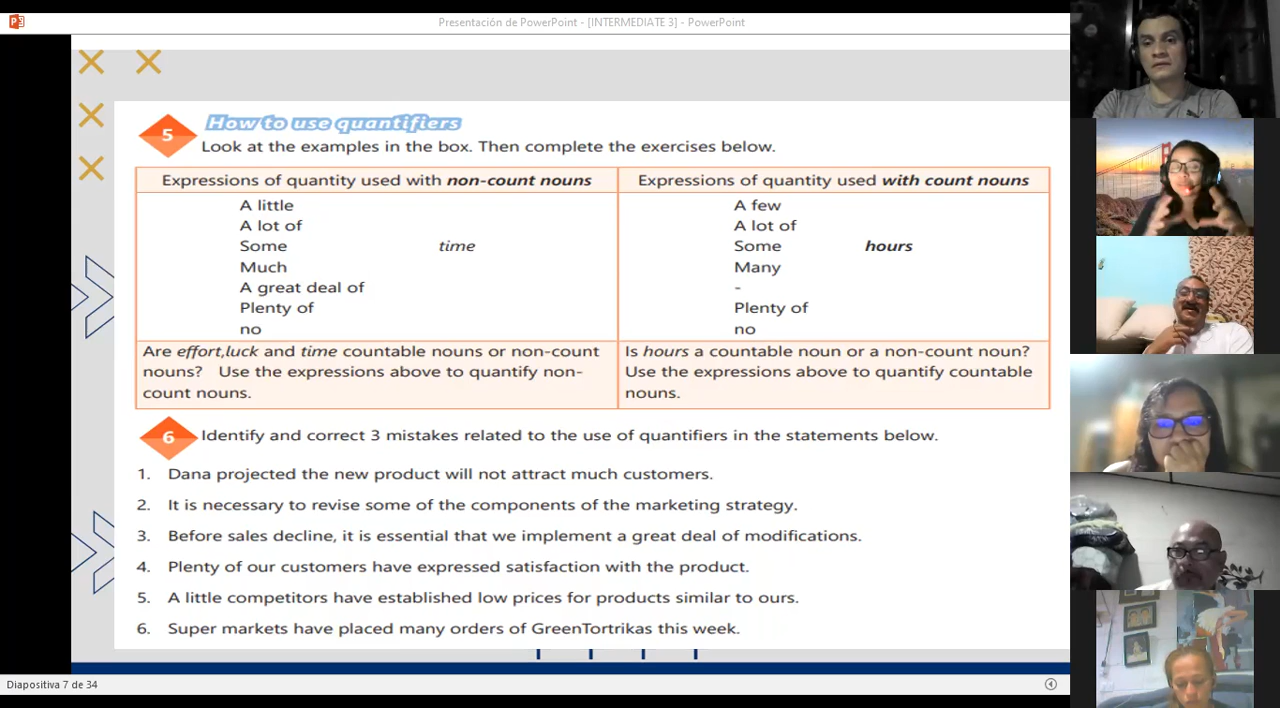 Presentación de PowerPoint - [INTERMEDIATE 3] - PowerPoint
5
How to use quantifiers
Look at the examples in the box. Then complete the exercises below.
Expressions of quantity used with non-count nouns
A little
A lot of
Some time
Much
A great deal of
Plenty of
no
Are effort,luck and time countable nouns or non-count
nouns? Use the expressions above to quantify non-
count nouns.
Expressions of quantity used with count nouns
A few
A lot of
Some hours
Many
-
Plenty of
no
Is hours a countable noun or a non-count noun?
Use the expressions above to quantify countable
nouns.
6
Identify and correct 3 mistakes related to the use of quantifiers in the statements below.
1. Dana projected the new product will not attract much customers.
2. It is necessary to revise some of the components of the marketing strategy.
3. Before sales decline, it is essential that we implement a great deal of modifications.
4. Plenty of our customers have expressed satisfaction with the product.
5. A little competitors have established low prices for products similar to ours.
6. Super markets have placed many orders of GreenTortrikas this week.
Diapositiva 7 de 34